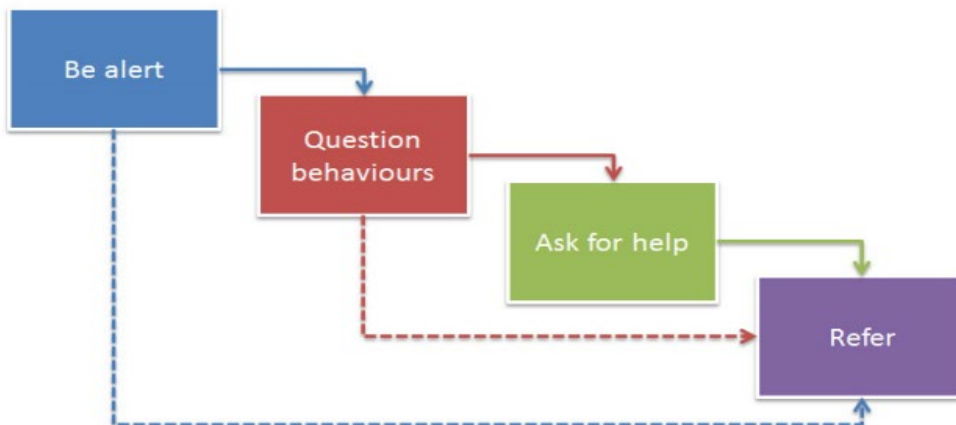 Be alert
Question
behaviours
Ask for help
Refer